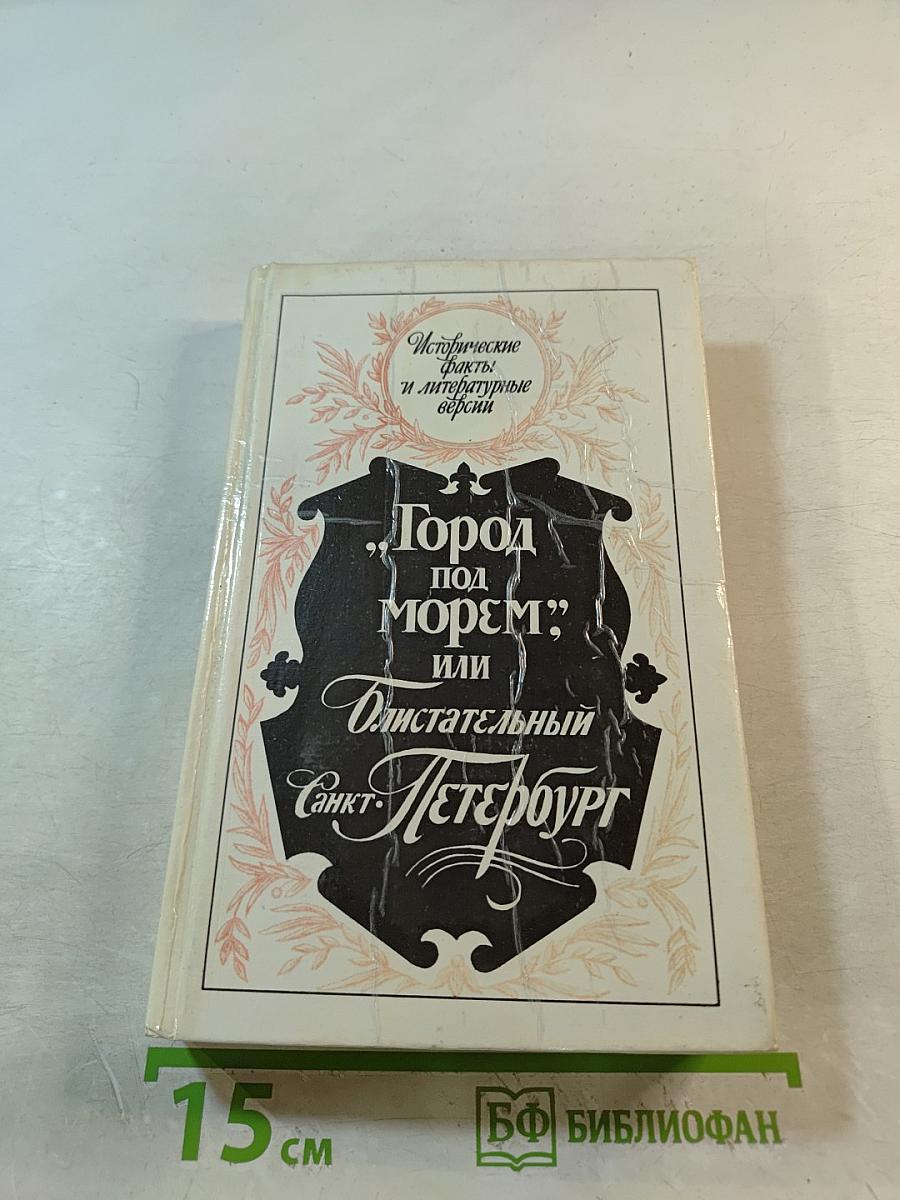 Исторические
факты
и литературные
версии
„Город
под
морем”,
или
Блистательный
Санкт-Петербург
15 см
БФ БИБЛИОФАН